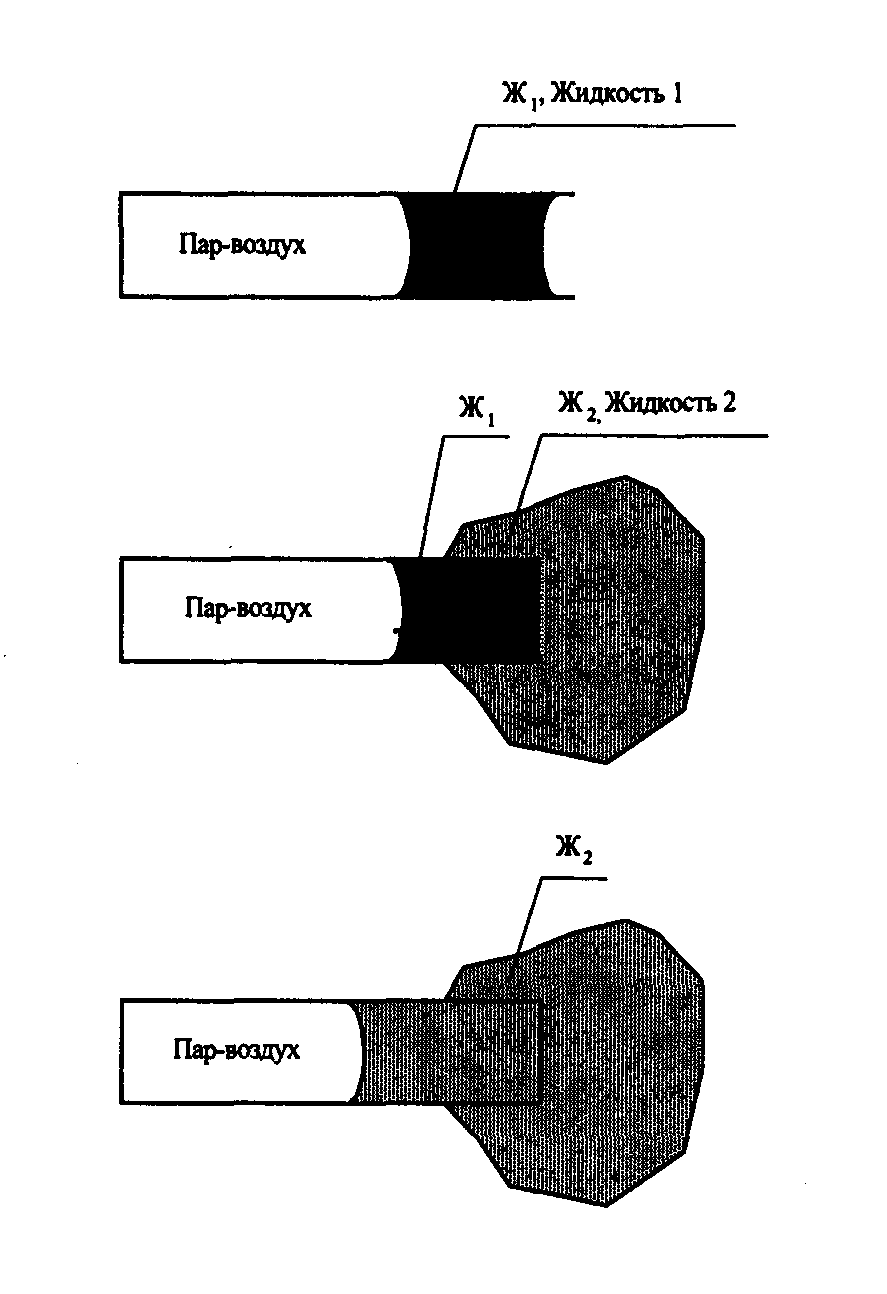 Ж₁, Жидкость 1
Пар-воздух
Ж₁
Ж₂, Жидкость 2
Пар-воздух
Ж₂
Пар-воздух